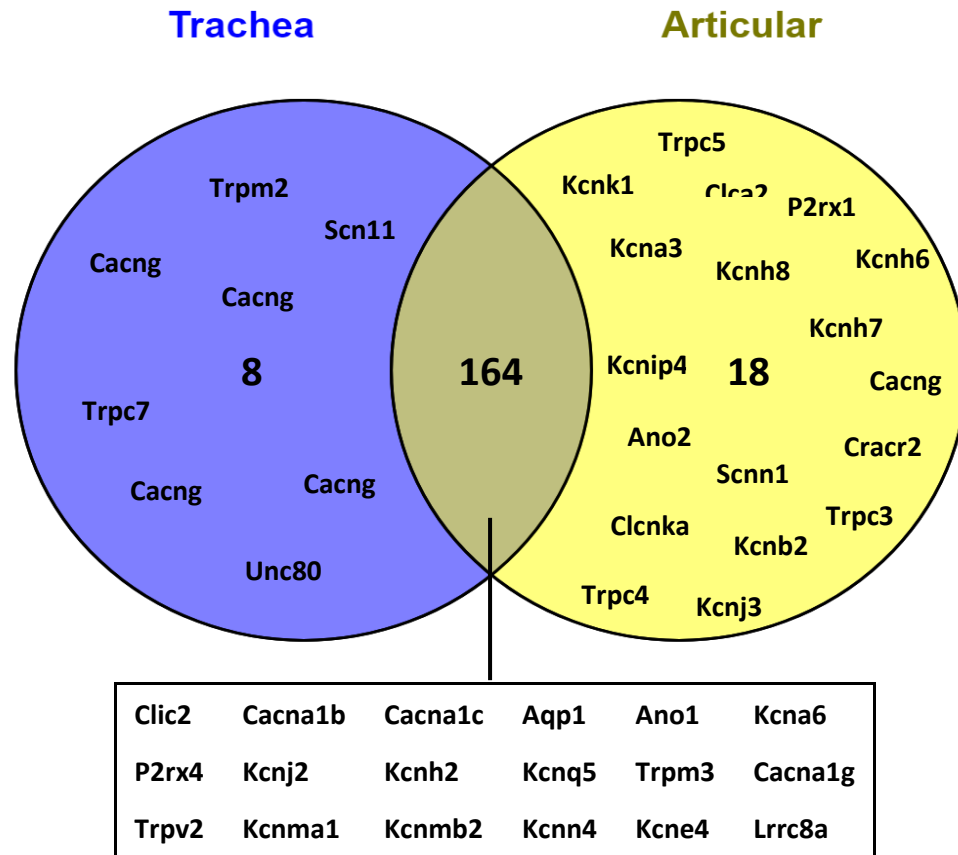 Trachea Articular
Trpc5
Trpm2 Kcnk1 Clca2 P2rx1
Scn11 Kcna3 Kcnh6
Cacng Kcnh8
Cacng Kcnh7
8 164 Kcnip4 18 Cacng
Trpc7
Ano2 Cracr2
Cacng Cacng Scnn1
Clcnka Trpc3
Kcnb2
Unc80 Trpc4 Kcnj3
Clic2 Cacna1b Cacna1c Aqp1 Ano1 Kcna6
P2rx4 Kcnj2 Kcnh2 Kcnq5 Trpm3 Cacna1g
Trpv2 Kcnma1 Kcnmb2 Kcnn4 Kcne4 Lrrc8a